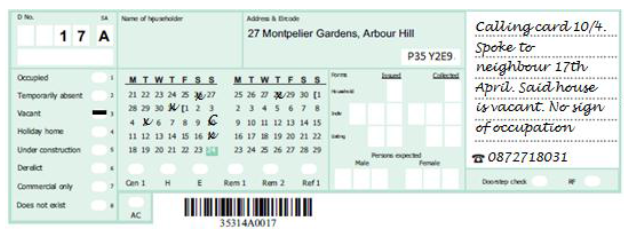 D No. SA Name of householder Address & Eircode
1 7 A 27 Montpelier Gardens, Arbour Hill
P35 Y2E9
Calling card 10/4.
Spoke to
neighbour 17th
April. Said house
is vacant. No sign
of occupation
☎ 0872718031
Occupied 1
Temporarily absent 2
Vacant 3
Holiday home 4
Under construction 5
Derelict 6
Commercial only 7
Does not exist 8
M T W T F S S M T W T F S S
21 22 23 24 25 27 25 26 27 29 30 [1
28 29 30 [1 2 3 2 3 4 5 6 7 8
4 6 7 8 9 9 10 11 12 13 14 15
11 12 13 14 15 16 16 17 18 19 20 21 22
18 19 20 21 22 23 24 23 24 25 26 27 28 29
Cen 1 H E Rem 1 Rem 2 Ref 1
AC
35314A0017
Forms Issued Collected
Household
Indiv
Listing
Persons expected
Male Female
Doorstep check RF